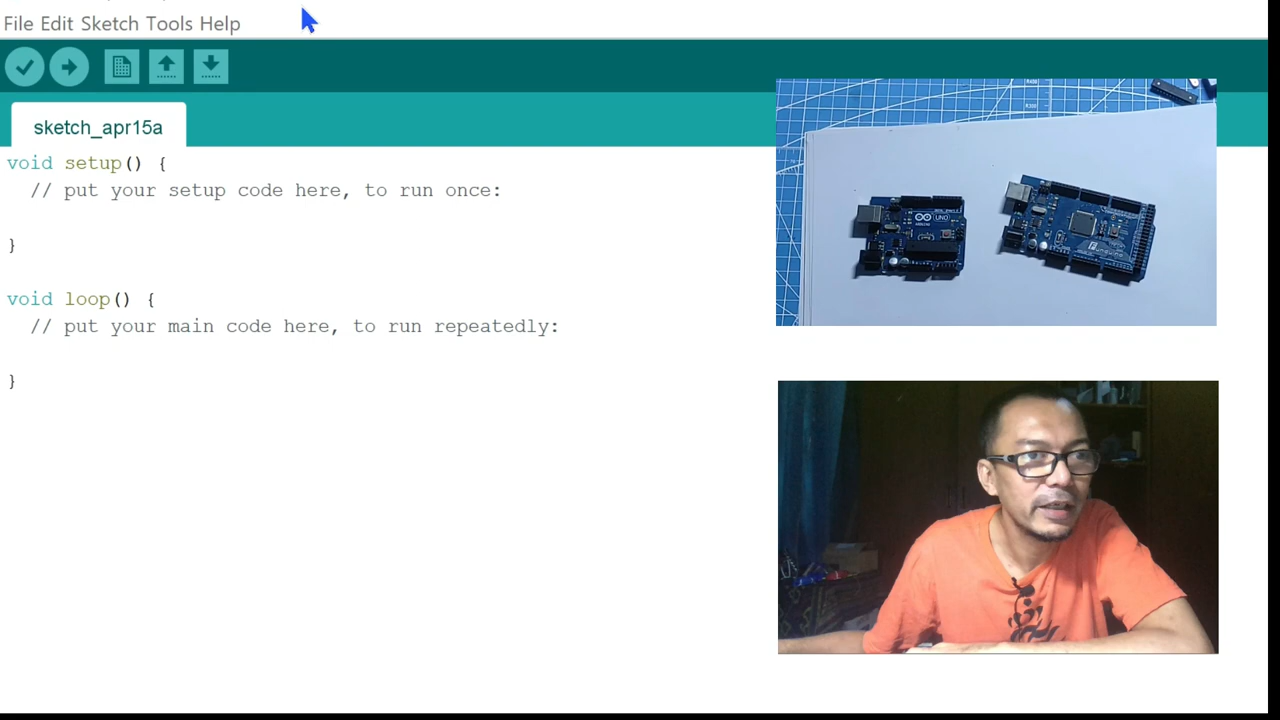 File Edit Sketch Tools Help
sketch_apr15a
void setup() {
// put your setup code here, to run once:
}
void loop() {
// put your main code here, to run repeatedly:
}
UNO